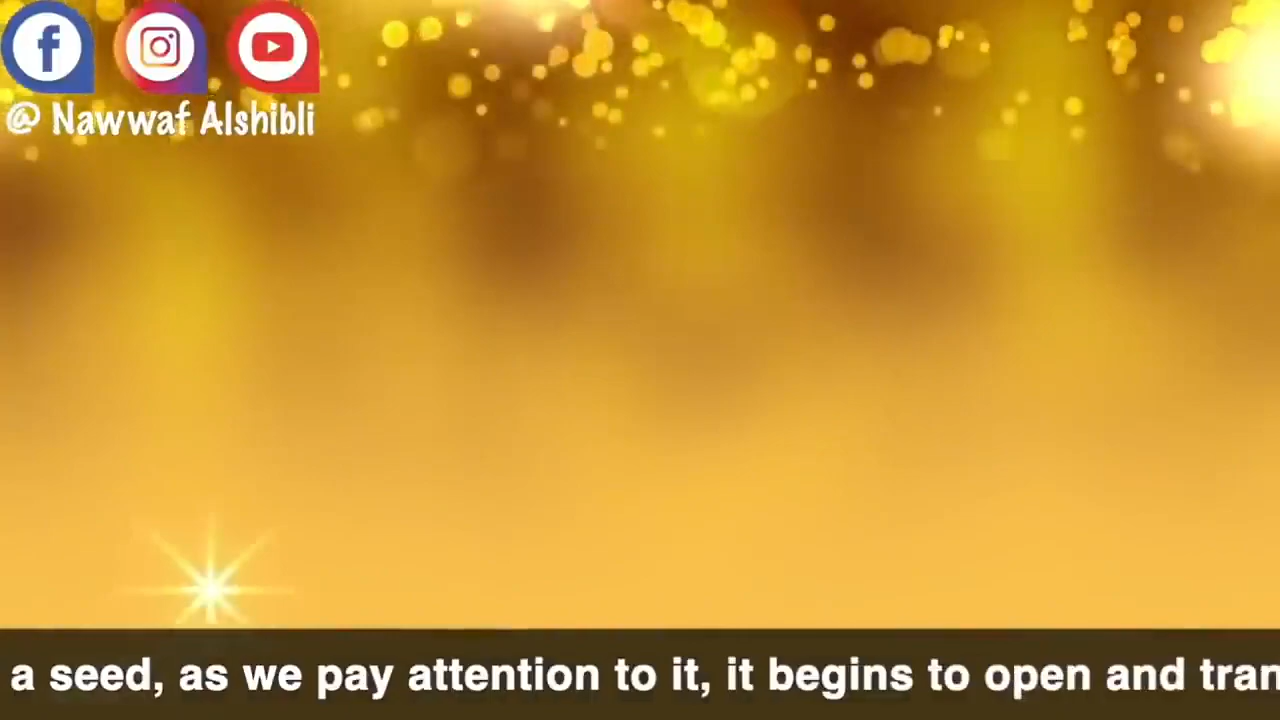 @ Nawwaf Alshibli
a seed, as we pay attention to it, it begins to open and tran